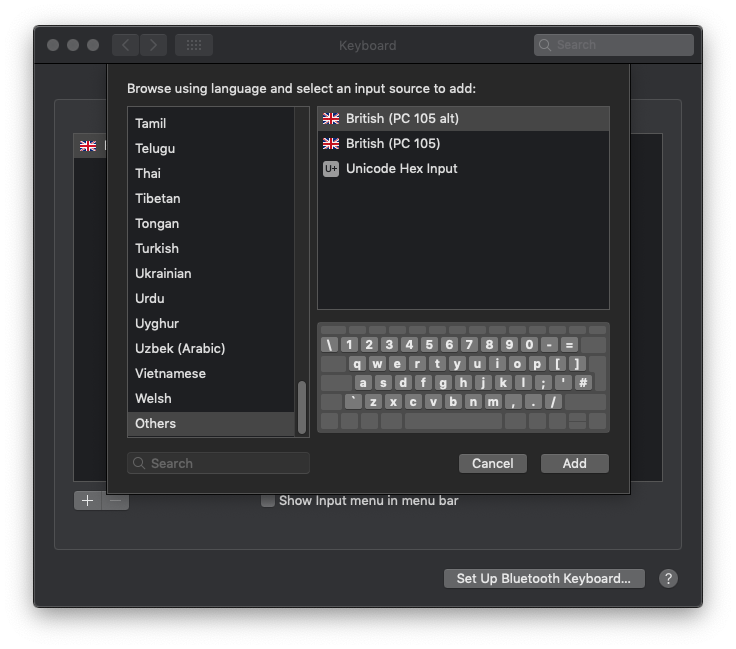 Keyboard
Search
Browse using language and select an input source to add:
Tamil
Telugu
Thai
Tibetan
Tongan
Turkish
Ukrainian
Urdu
Uyghur
Uzbek (Arabic)
Vietnamese
Welsh
Others
Search
British (PC 105 alt)
British (PC 105)
U+ Unicode Hex Input
\ 1 2 3 4 5 6 7 8 9 0 - =
q w e r t y u i o p [ ]
a s d f g h j k l ; ' #
` z x c v b n m , . /
Cancel
Add
+ −
Show Input menu in menu bar
Set Up Bluetooth Keyboard...
?